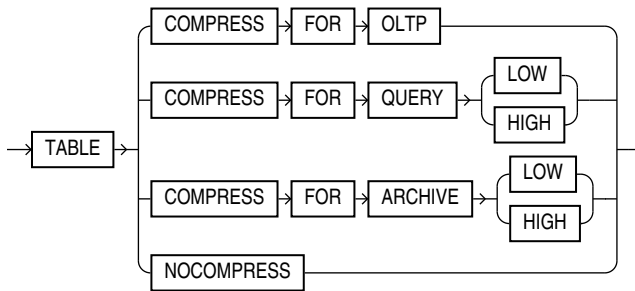 COMPRESS FOR OLTP
LOW
COMPRESS FOR QUERY
HIGH
TABLE
LOW
COMPRESS FOR ARCHIVE
HIGH
NOCOMPRESS